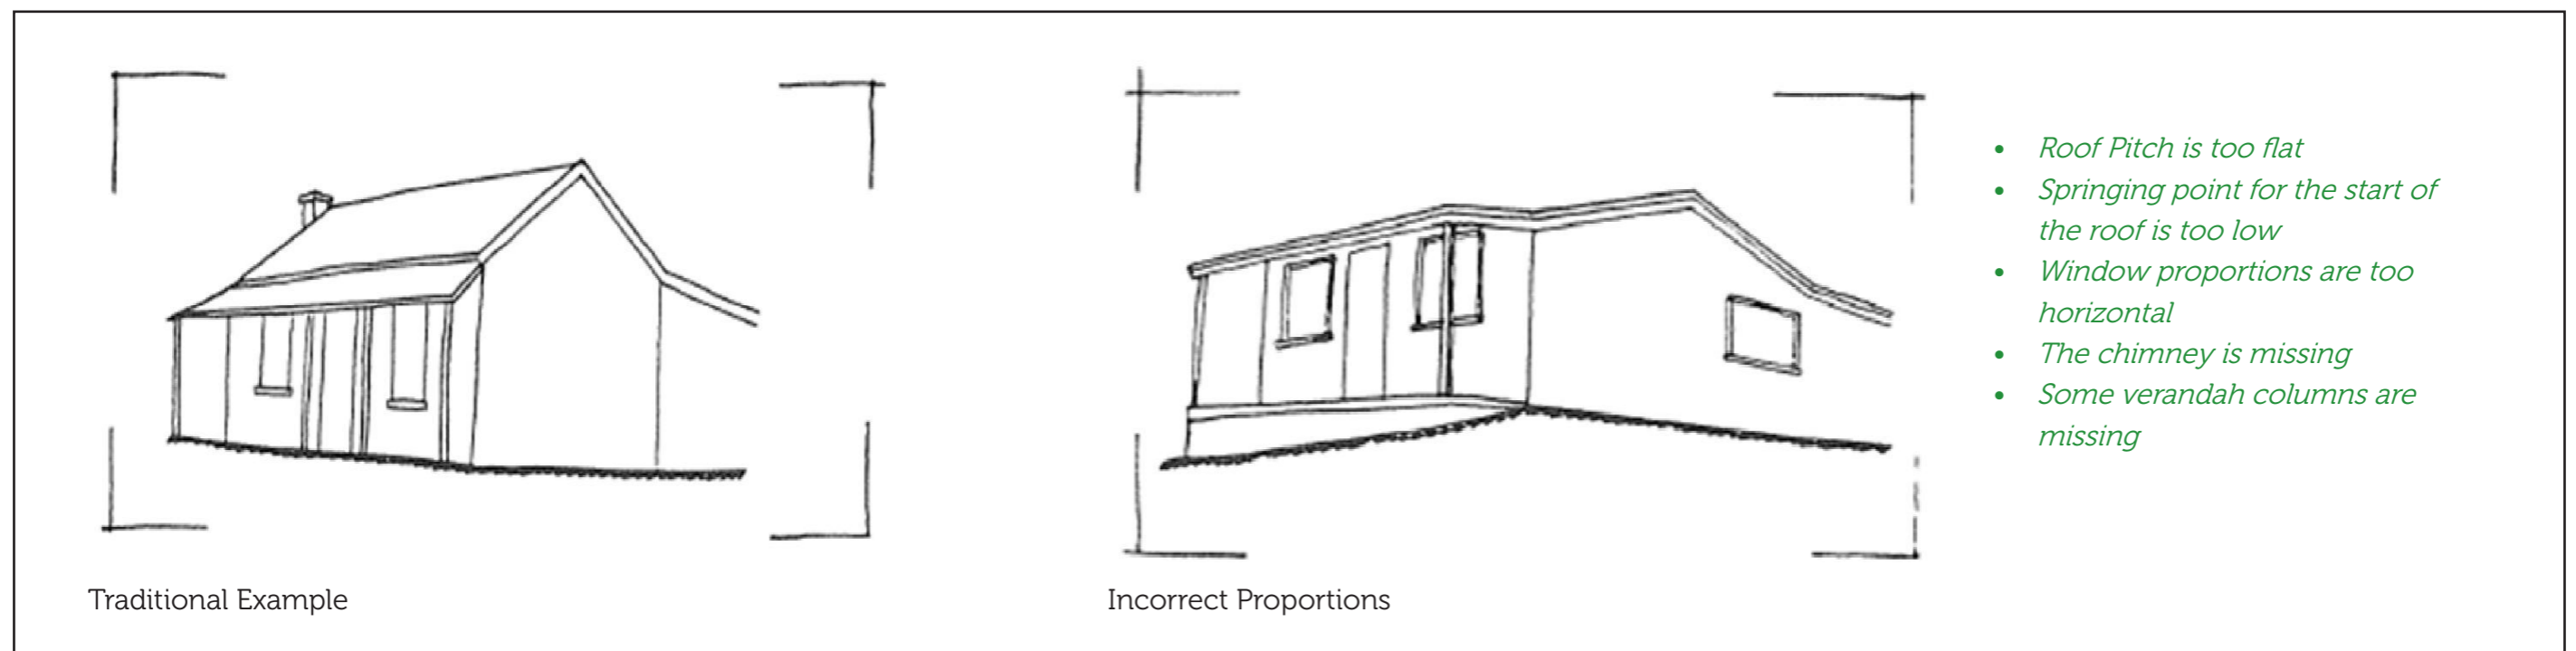 • Roof Pitch is too flat
• Springing point for the start of
the roof is too low
• Window proportions are too
horizontal
• The chimney is missing
• Some verandah columns are
missing
Traditional Example
Incorrect Proportions